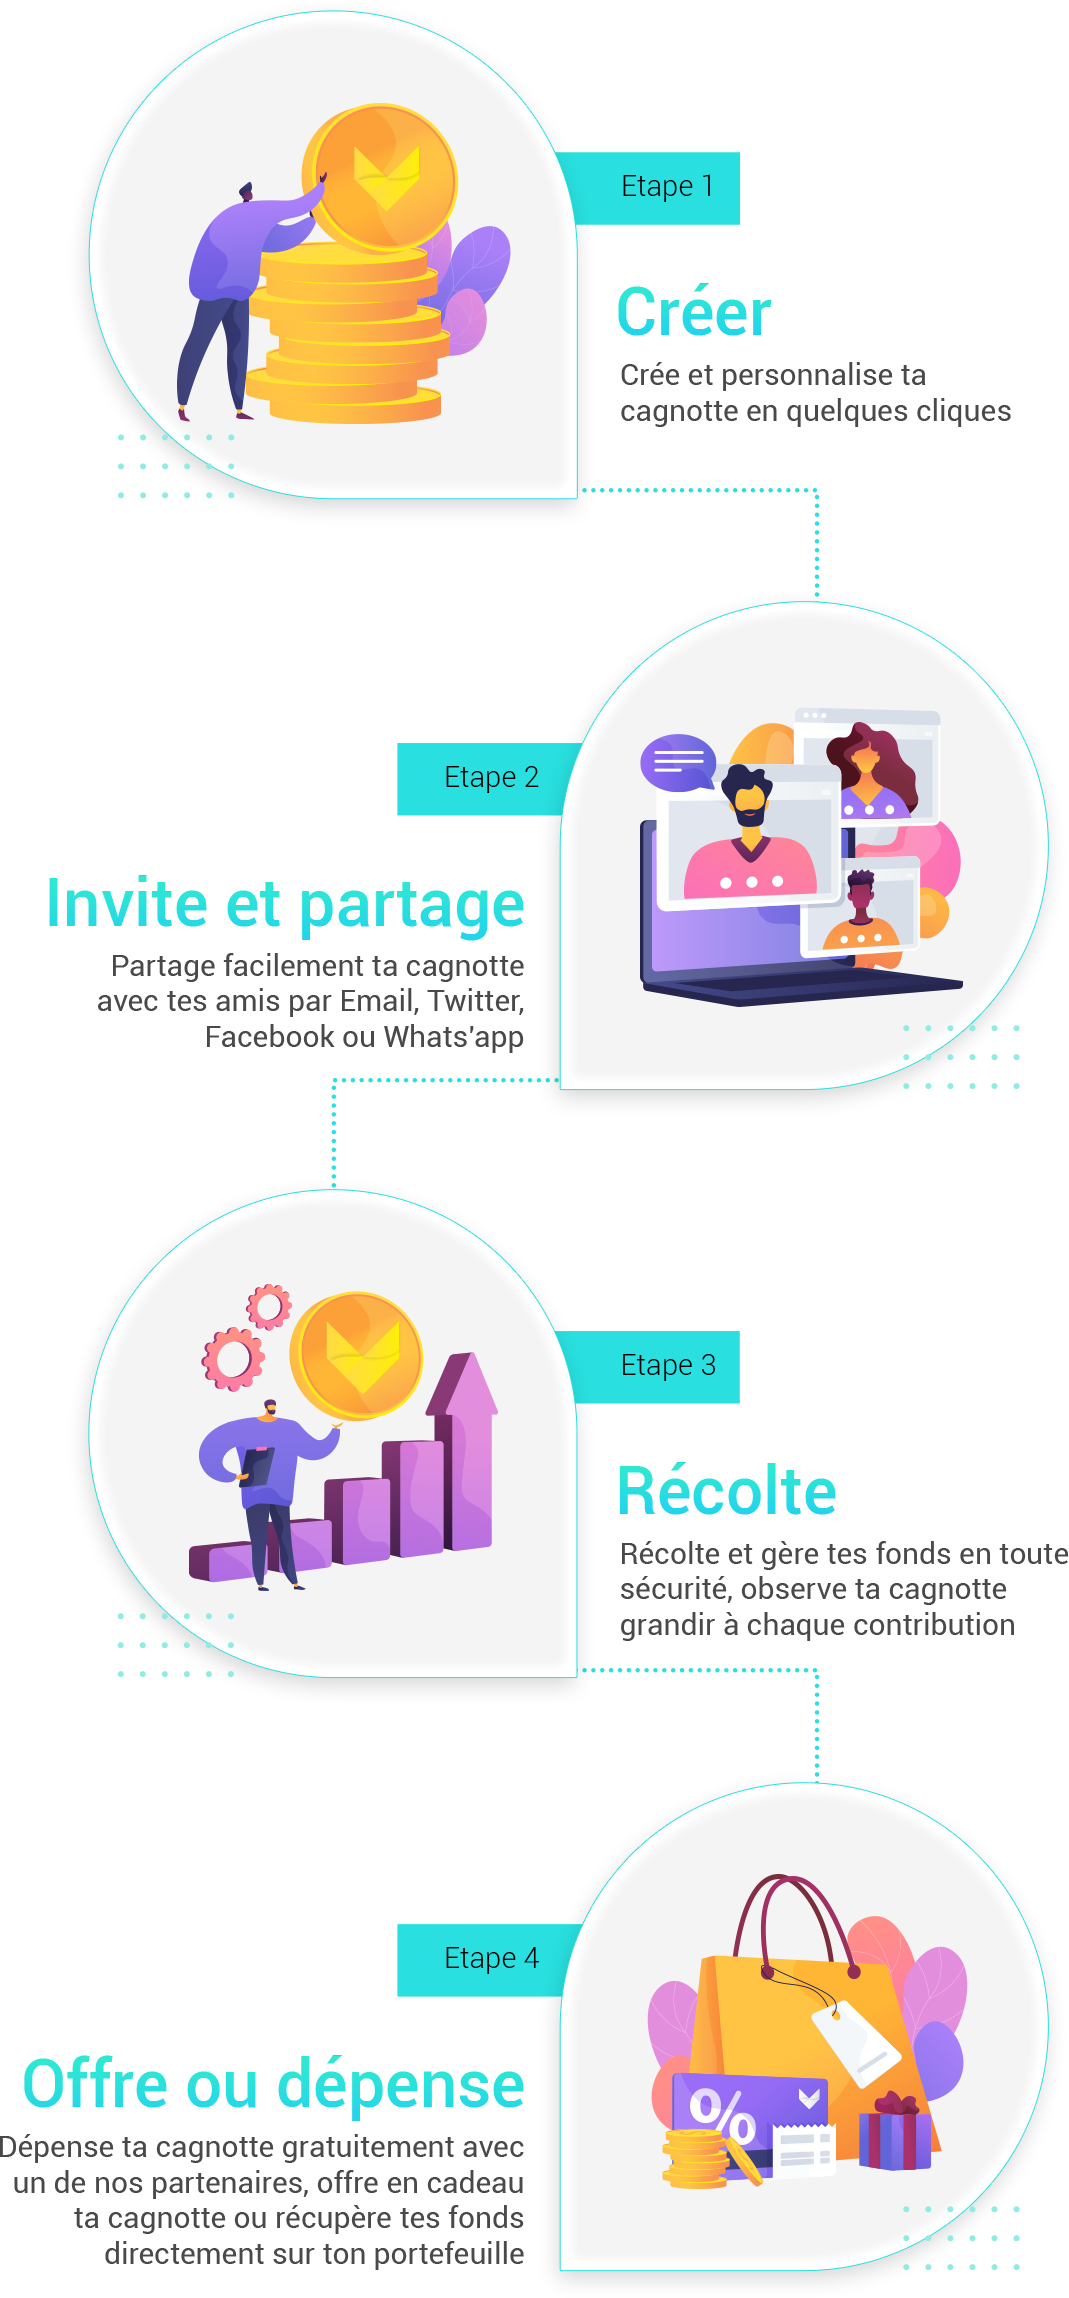 Etape 1
Créer
Crée et personnalise ta
cagnotte en quelques cliques
Etape 2
Invite et partage
Partage facilement ta cagnotte
avec tes amis par Email, Twitter,
Facebook ou Whats'app
Etape 3
Récolte
Récolte et gère tes fonds en toute
sécurité, observe ta cagnotte
grandir à chaque contribution
Etape 4
Offre ou dépense
Dépense ta cagnotte gratuitement avec
un de nos partenaires, offre en cadeau
ta cagnotte ou récupère tes fonds
directement sur ton portefeuille
%